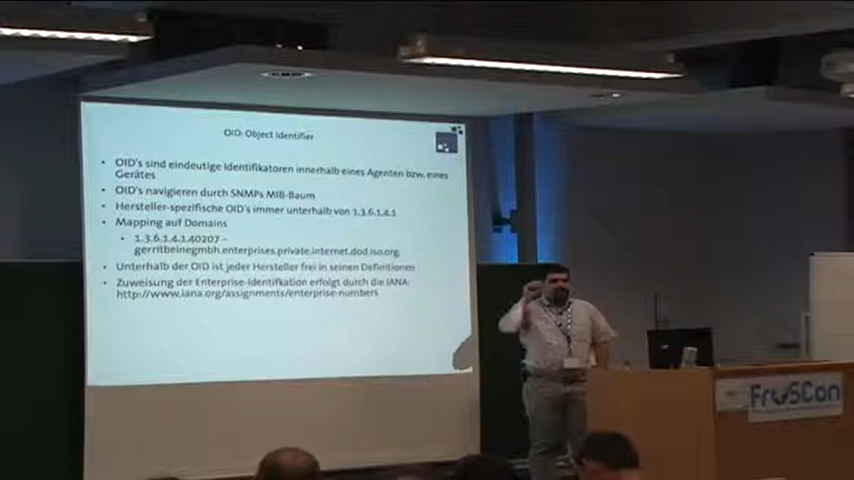 OID: Object Identifier
• OID's sind eindeutige Identifikatoren innerhalb eines Agenten bzw. eines
Gerätes
• OID's navigieren durch SNMPs MIB-Baum
• Hersteller-spezifische OID's immer unterhalb von 1.3.6.1.4.1
• Mapping auf Domains
• 1.3.6.1.4.1.40207 -
gerritbeinegmbh.enterprises.private.internet.dod.iso.org.
• Unterhalb der OID ist jeder Hersteller frei in seinen Definitionen
• Zuweisung der Enterprise-Identifkation erfolgt durch die IANA:
http://www.iana.org/assignments/enterprise-numbers
FrOSCon